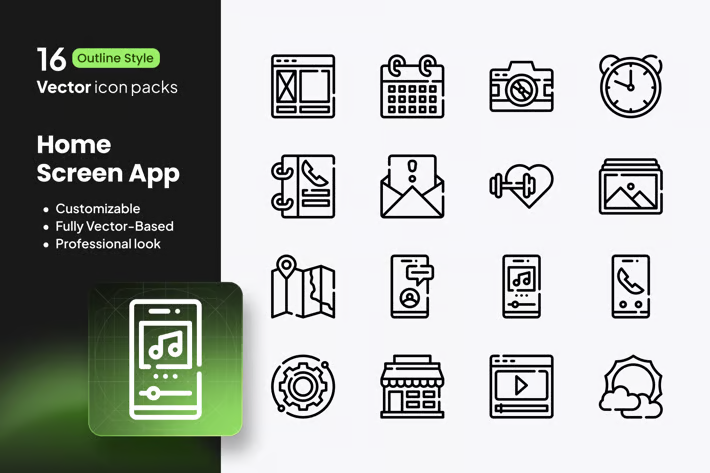 16 Outline Style
Vector icon packs
Home
Screen App
• Customizable
• Fully Vector-Based
• Professional look